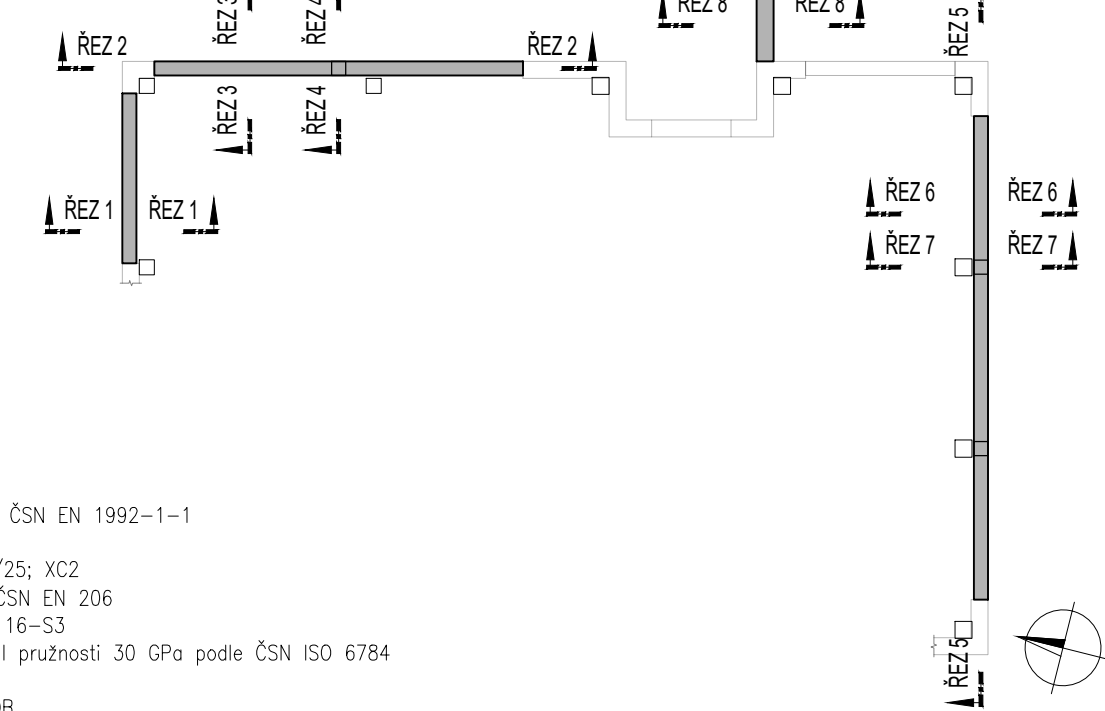 ŘEZ 3
ŘEZ 4
ŘEZ 8
ŘEZ 8
ŘEZ 5
ŘEZ 2
ŘEZ 2
ŘEZ 3
ŘEZ 4
ŘEZ 1
ŘEZ 1
ŘEZ 6
ŘEZ 6
ŘEZ 7
ŘEZ 7
ČSN EN 1992-1-1
/25; XC2
ČSN EN 206
16-S3
l pružnosti 30 GPa podle ČSN ISO 6784
ŘEZ 5